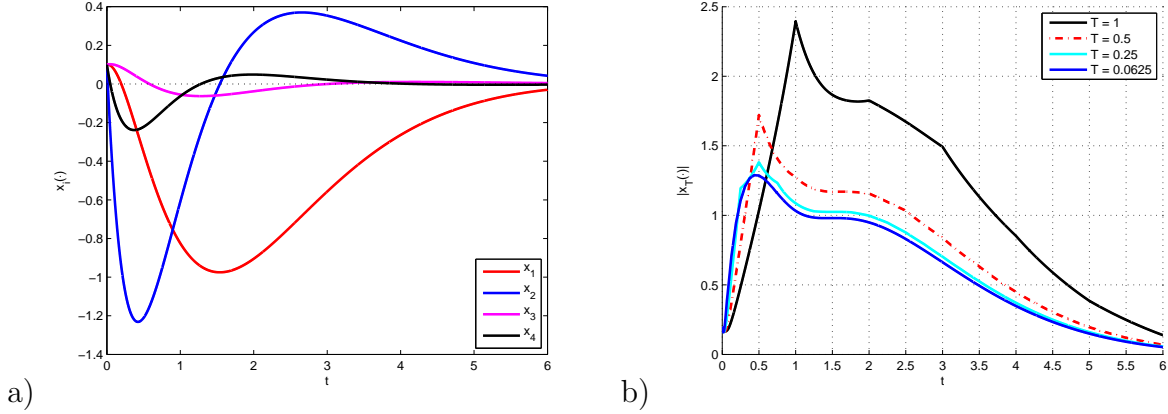 0.4
0.2
0
−0.2
−0.4
−0.6
−0.8
−1
−1.2
−1.4
x_i(·)
0 1 2 3 4 5 6
t
x_1
x_2
x_3
x_4
a)
2.5
2
1.5
1
0.5
0
|x_T(·)|
0 0.5 1 1.5 2 2.5 3 3.5 4 4.5 5 5.5 6
t
T = 1
T = 0.5
T = 0.25
T = 0.0625
b)